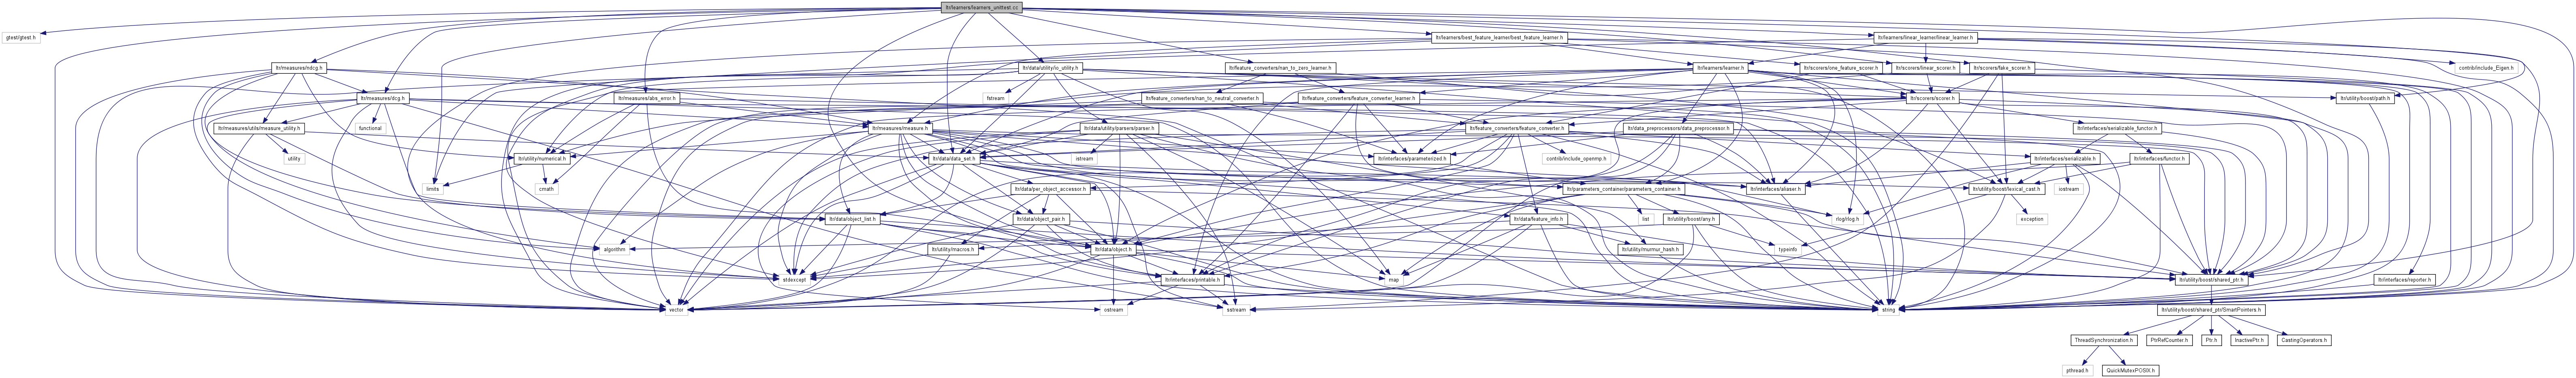 ltr/learners/learners_unittest.cc
gtest/gtest.h
ltr/learners/best_feature_learner/best_feature_learner.h
ltr/learners/linear_learner/linear_learner.h
ltr/measures/ndcg.h
ltr/data/utility/io_utility.h
ltr/feature_converters/nan_to_zero_learner.h
ltr/learners/learner.h
ltr/scorers/one_feature_scorer.h
ltr/scorers/linear_scorer.h
ltr/scorers/fake_scorer.h
contrib/include_Eigen.h
ltr/measures/dcg.h
ltr/measures/abs_error.h
fstream
ltr/feature_converters/nan_to_neutral_converter.h
ltr/feature_converters/feature_converter_learner.h
ltr/scorers/scorer.h
ltr/utility/boost/path.h
ltr/measures/utils/measure_utility.h
functional
ltr/measures/measure.h
ltr/data/utility/parsers/parser.h
ltr/feature_converters/feature_converter.h
ltr/data_preprocessors/data_preprocessor.h
ltr/interfaces/serializable_functor.h
utility
ltr/utility/numerical.h
ltr/data/data_set.h
istream
ltr/interfaces/parameterized.h
contrib/include_openmp.h
ltr/interfaces/serializable.h
ltr/interfaces/functor.h
limits
cmath
ltr/data/per_object_accessor.h
ltr/parameters_container/parameters_container.h
ltr/interfaces/aliaser.h
ltr/utility/boost/lexical_cast.h
iostream
ltr/data/object_list.h
ltr/data/object_pair.h
ltr/data/feature_info.h
list
ltr/utility/boost/any.h
rlog/rlog.h
exception
algorithm
ltr/utility/macros.h
ltr/data/object.h
ltr/utility/murmur_hash.h
typeinfo
stdexcept
ltr/interfaces/printable.h
map
ltr/utility/boost/shared_ptr.h
ltr/interfaces/reporter.h
vector
ostream
sstream
string
ltr/utility/boost/shared_ptr/SmartPointers.h
ThreadSynchronization.h
PtrRefCounter.h
Ptr.h
InactivePtr.h
CastingOperators.h
pthread.h
QuickMutexPOSIX.h